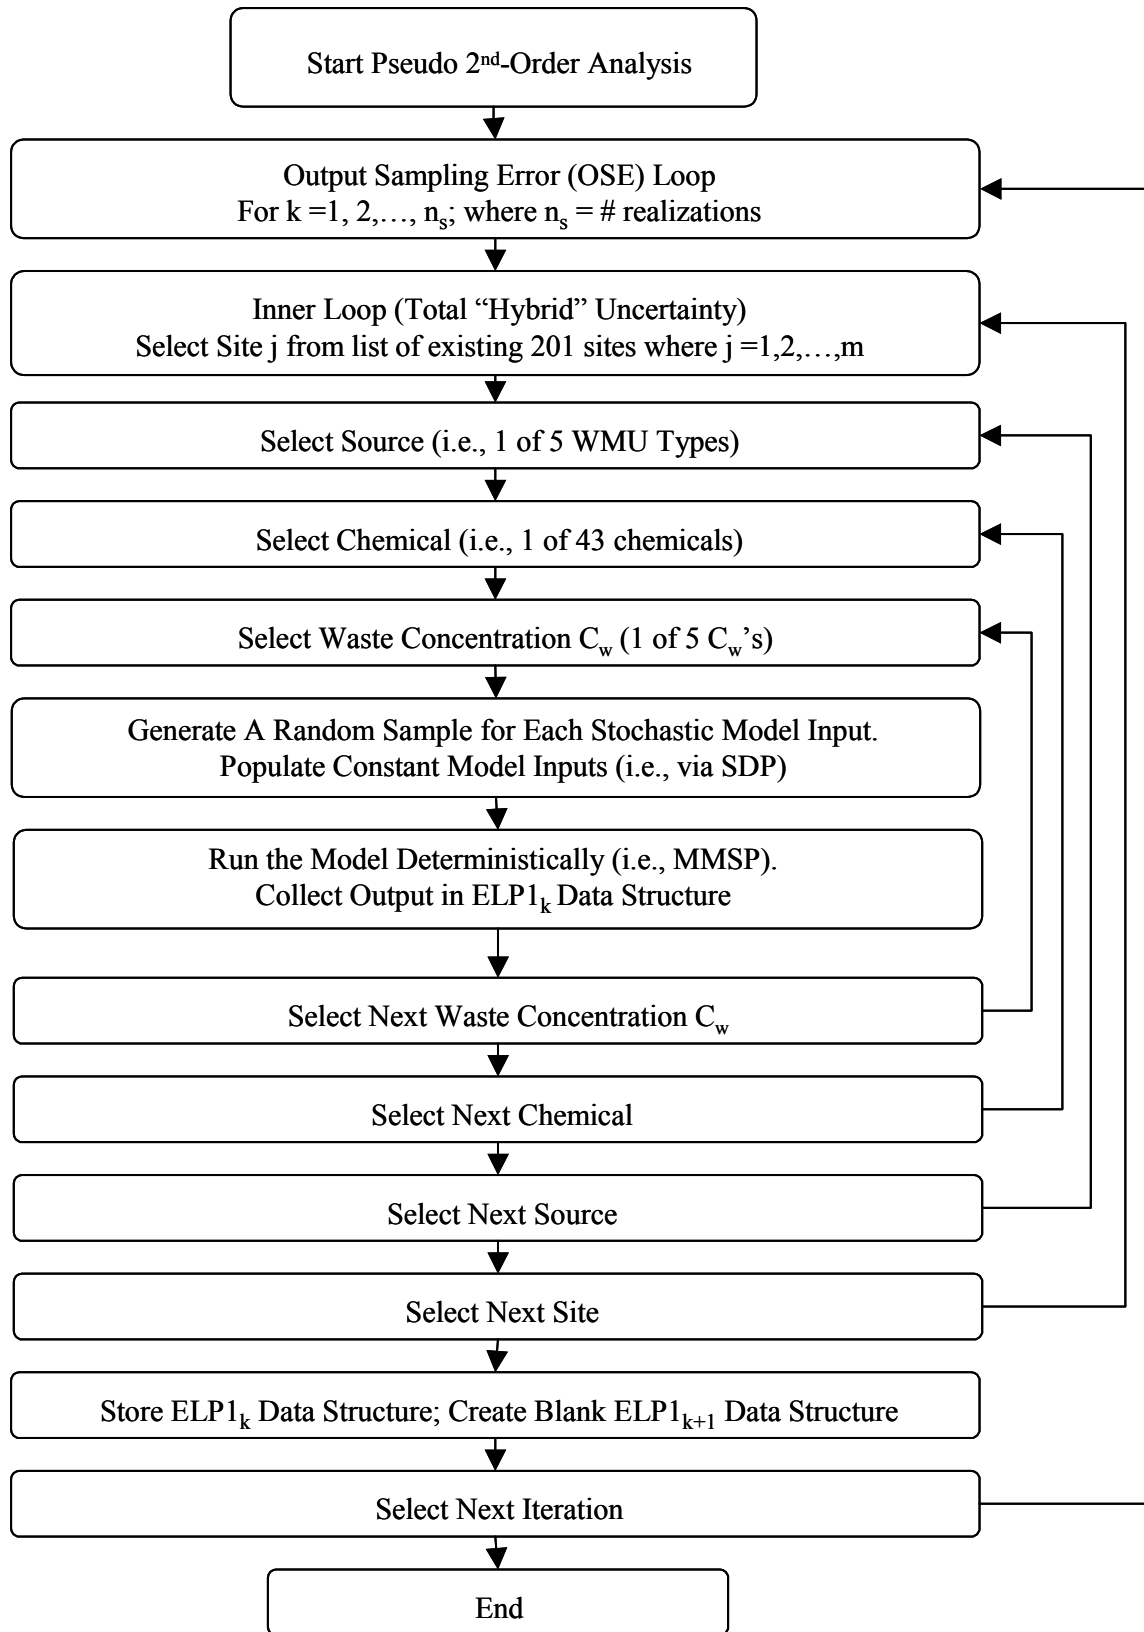 Start Pseudo 2nd-Order Analysis
Output Sampling Error (OSE) Loop
For k =1, 2,…, ns; where ns = # realizations
Inner Loop (Total “Hybrid” Uncertainty)
Select Site j from list of existing 201 sites where j =1,2,…,m
Select Source (i.e., 1 of 5 WMU Types)
Select Chemical (i.e., 1 of 43 chemicals)
Select Waste Concentration Cw (1 of 5 Cw’s)
Generate A Random Sample for Each Stochastic Model Input.
Populate Constant Model Inputs (i.e., via SDP)
Run the Model Deterministically (i.e., MMSP).
Collect Output in ELP1k Data Structure
Select Next Waste Concentration Cw
Select Next Chemical
Select Next Source
Select Next Site
Store ELP1k Data Structure; Create Blank ELP1k+1 Data Structure
Select Next Iteration
End